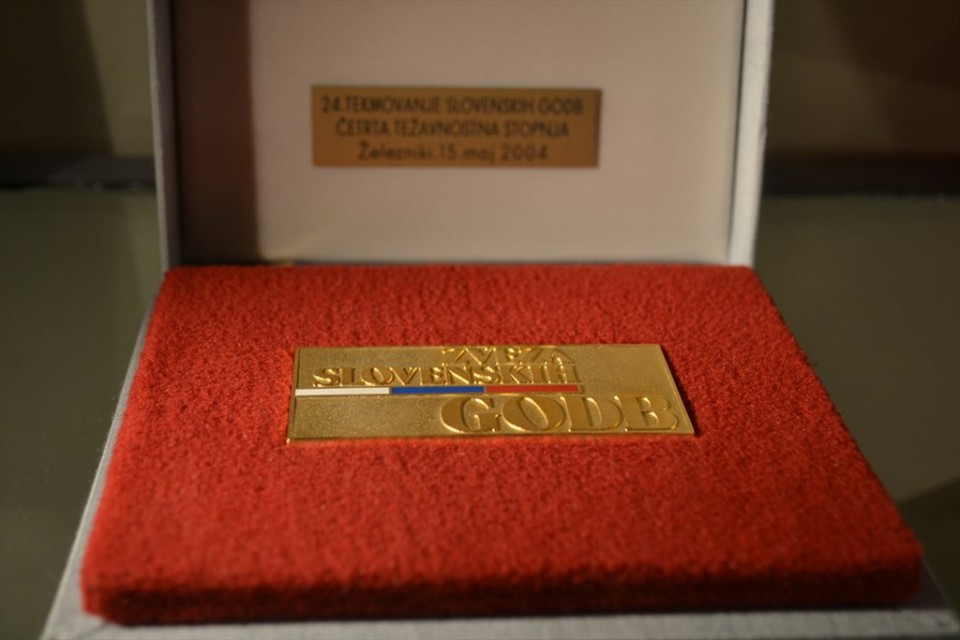 24. TEKMOVANJE SLOVENSKIH GODB
ČETRTA TEŽAVNOSTNA STOPNJA
Železniki, 15. maj 2004
ZVEZA
SLOVENSKIH
GODB